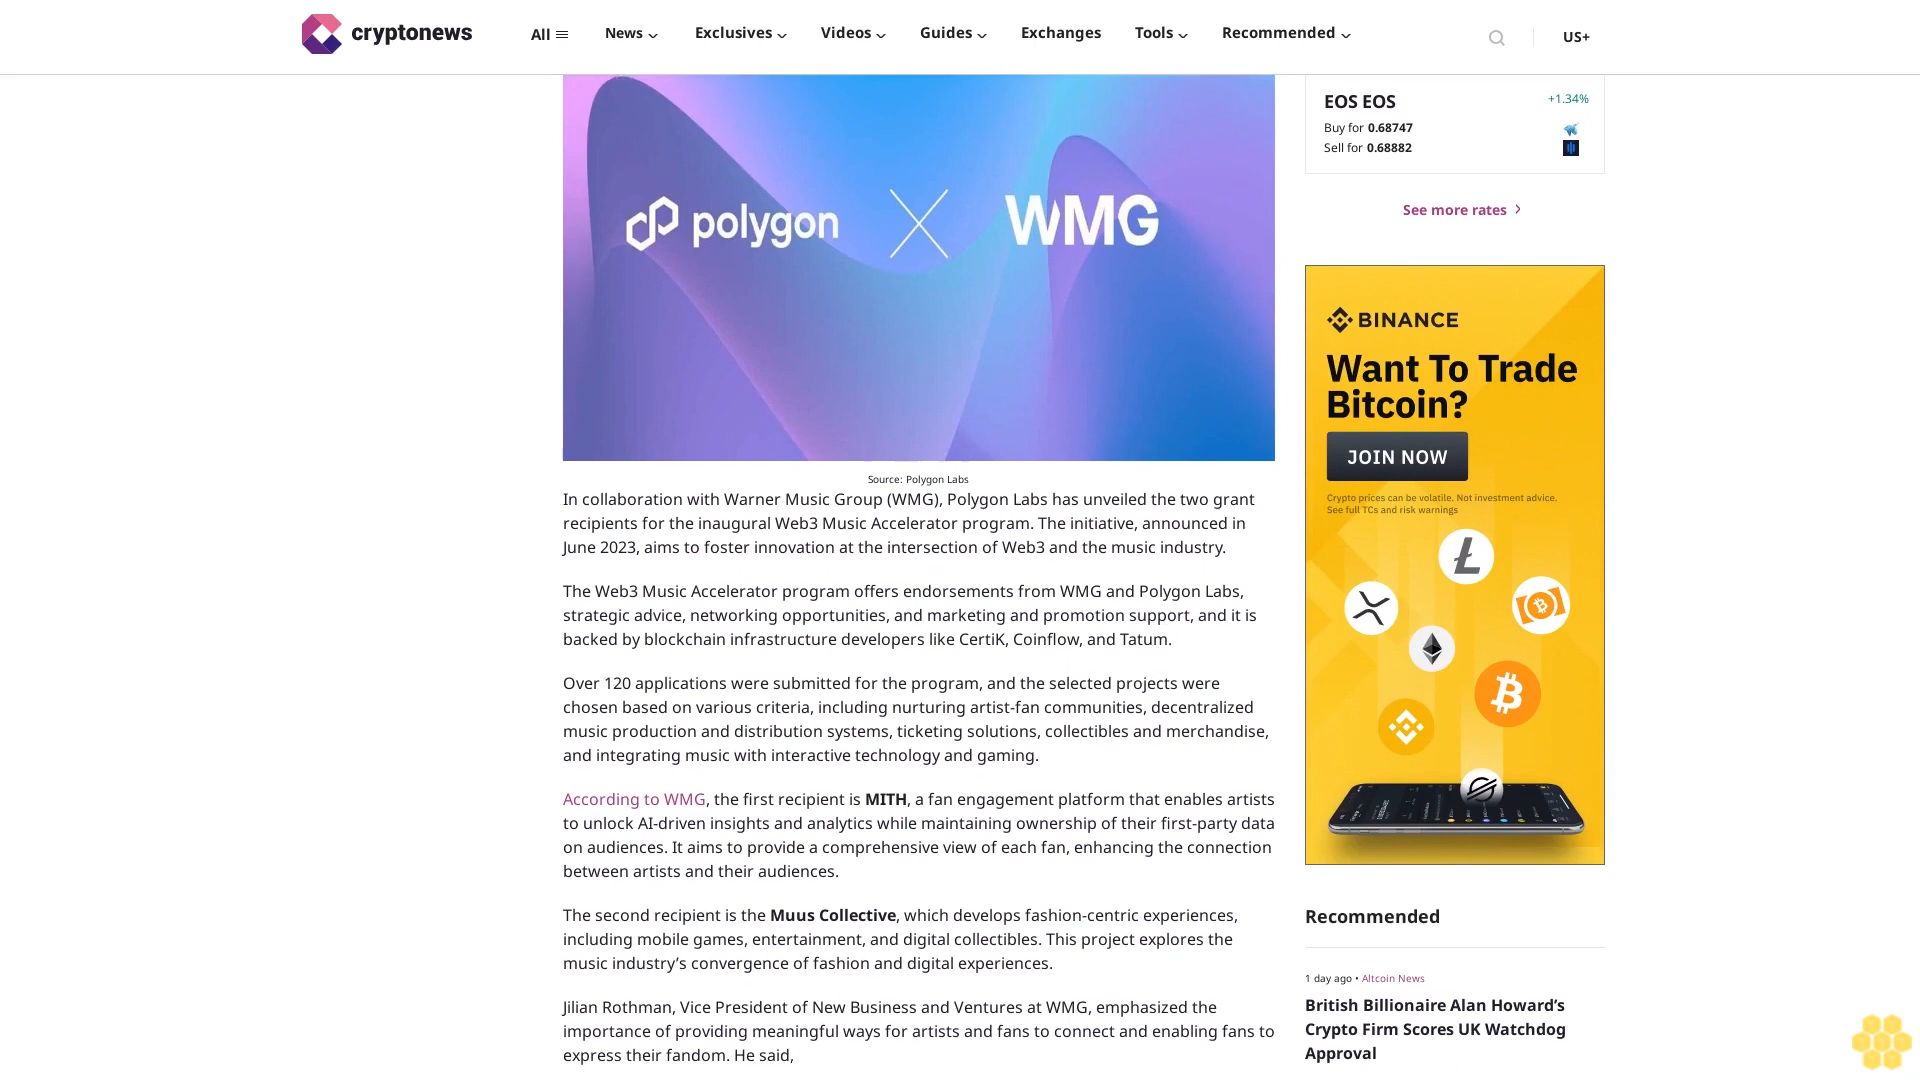 cryptonews
All
News
Exclusives
Videos
Guides
Exchanges
Tools
Recommended
US+
polygon
WMG
Source: Polygon Labs
In collaboration with Warner Music Group (WMG), Polygon Labs has unveiled the two grant
recipients for the inaugural Web3 Music Accelerator program. The initiative, announced in
June 2023, aims to foster innovation at the intersection of Web3 and the music industry.
The Web3 Music Accelerator program offers endorsements from WMG and Polygon Labs,
strategic advice, networking opportunities, and marketing and promotion support, and it is
backed by blockchain infrastructure developers like CertiK, Coinflow, and Tatum.
Over 120 applications were submitted for the program, and the selected projects were
chosen based on various criteria, including nurturing artist-fan communities, decentralized
music production and distribution systems, ticketing solutions, collectibles and merchandise,
and integrating music with interactive technology and gaming.
According to WMG, the first recipient is MITH, a fan engagement platform that enables artists
to unlock AI-driven insights and analytics while maintaining ownership of their first-party data
on audiences. It aims to provide a comprehensive view of each fan, enhancing the connection
between artists and their audiences.
The second recipient is the Muus Collective, which develops fashion-centric experiences,
including mobile games, entertainment, and digital collectibles. This project explores the
music industry’s convergence of fashion and digital experiences.
Jilian Rothman, Vice President of New Business and Ventures at WMG, emphasized the
importance of providing meaningful ways for artists and fans to connect and enabling fans to
express their fandom. He said,
EOS EOS
+1.34%
Buy for 0.68747
Sell for 0.68882
See more rates
BINANCE
Want To Trade
Bitcoin?
JOIN NOW
Crypto prices can be volatile. Not investment advice.
See full TCs and risk warnings
Recommended
1 day ago • Altcoin News
British Billionaire Alan Howard’s
Crypto Firm Scores UK Watchdog
Approval